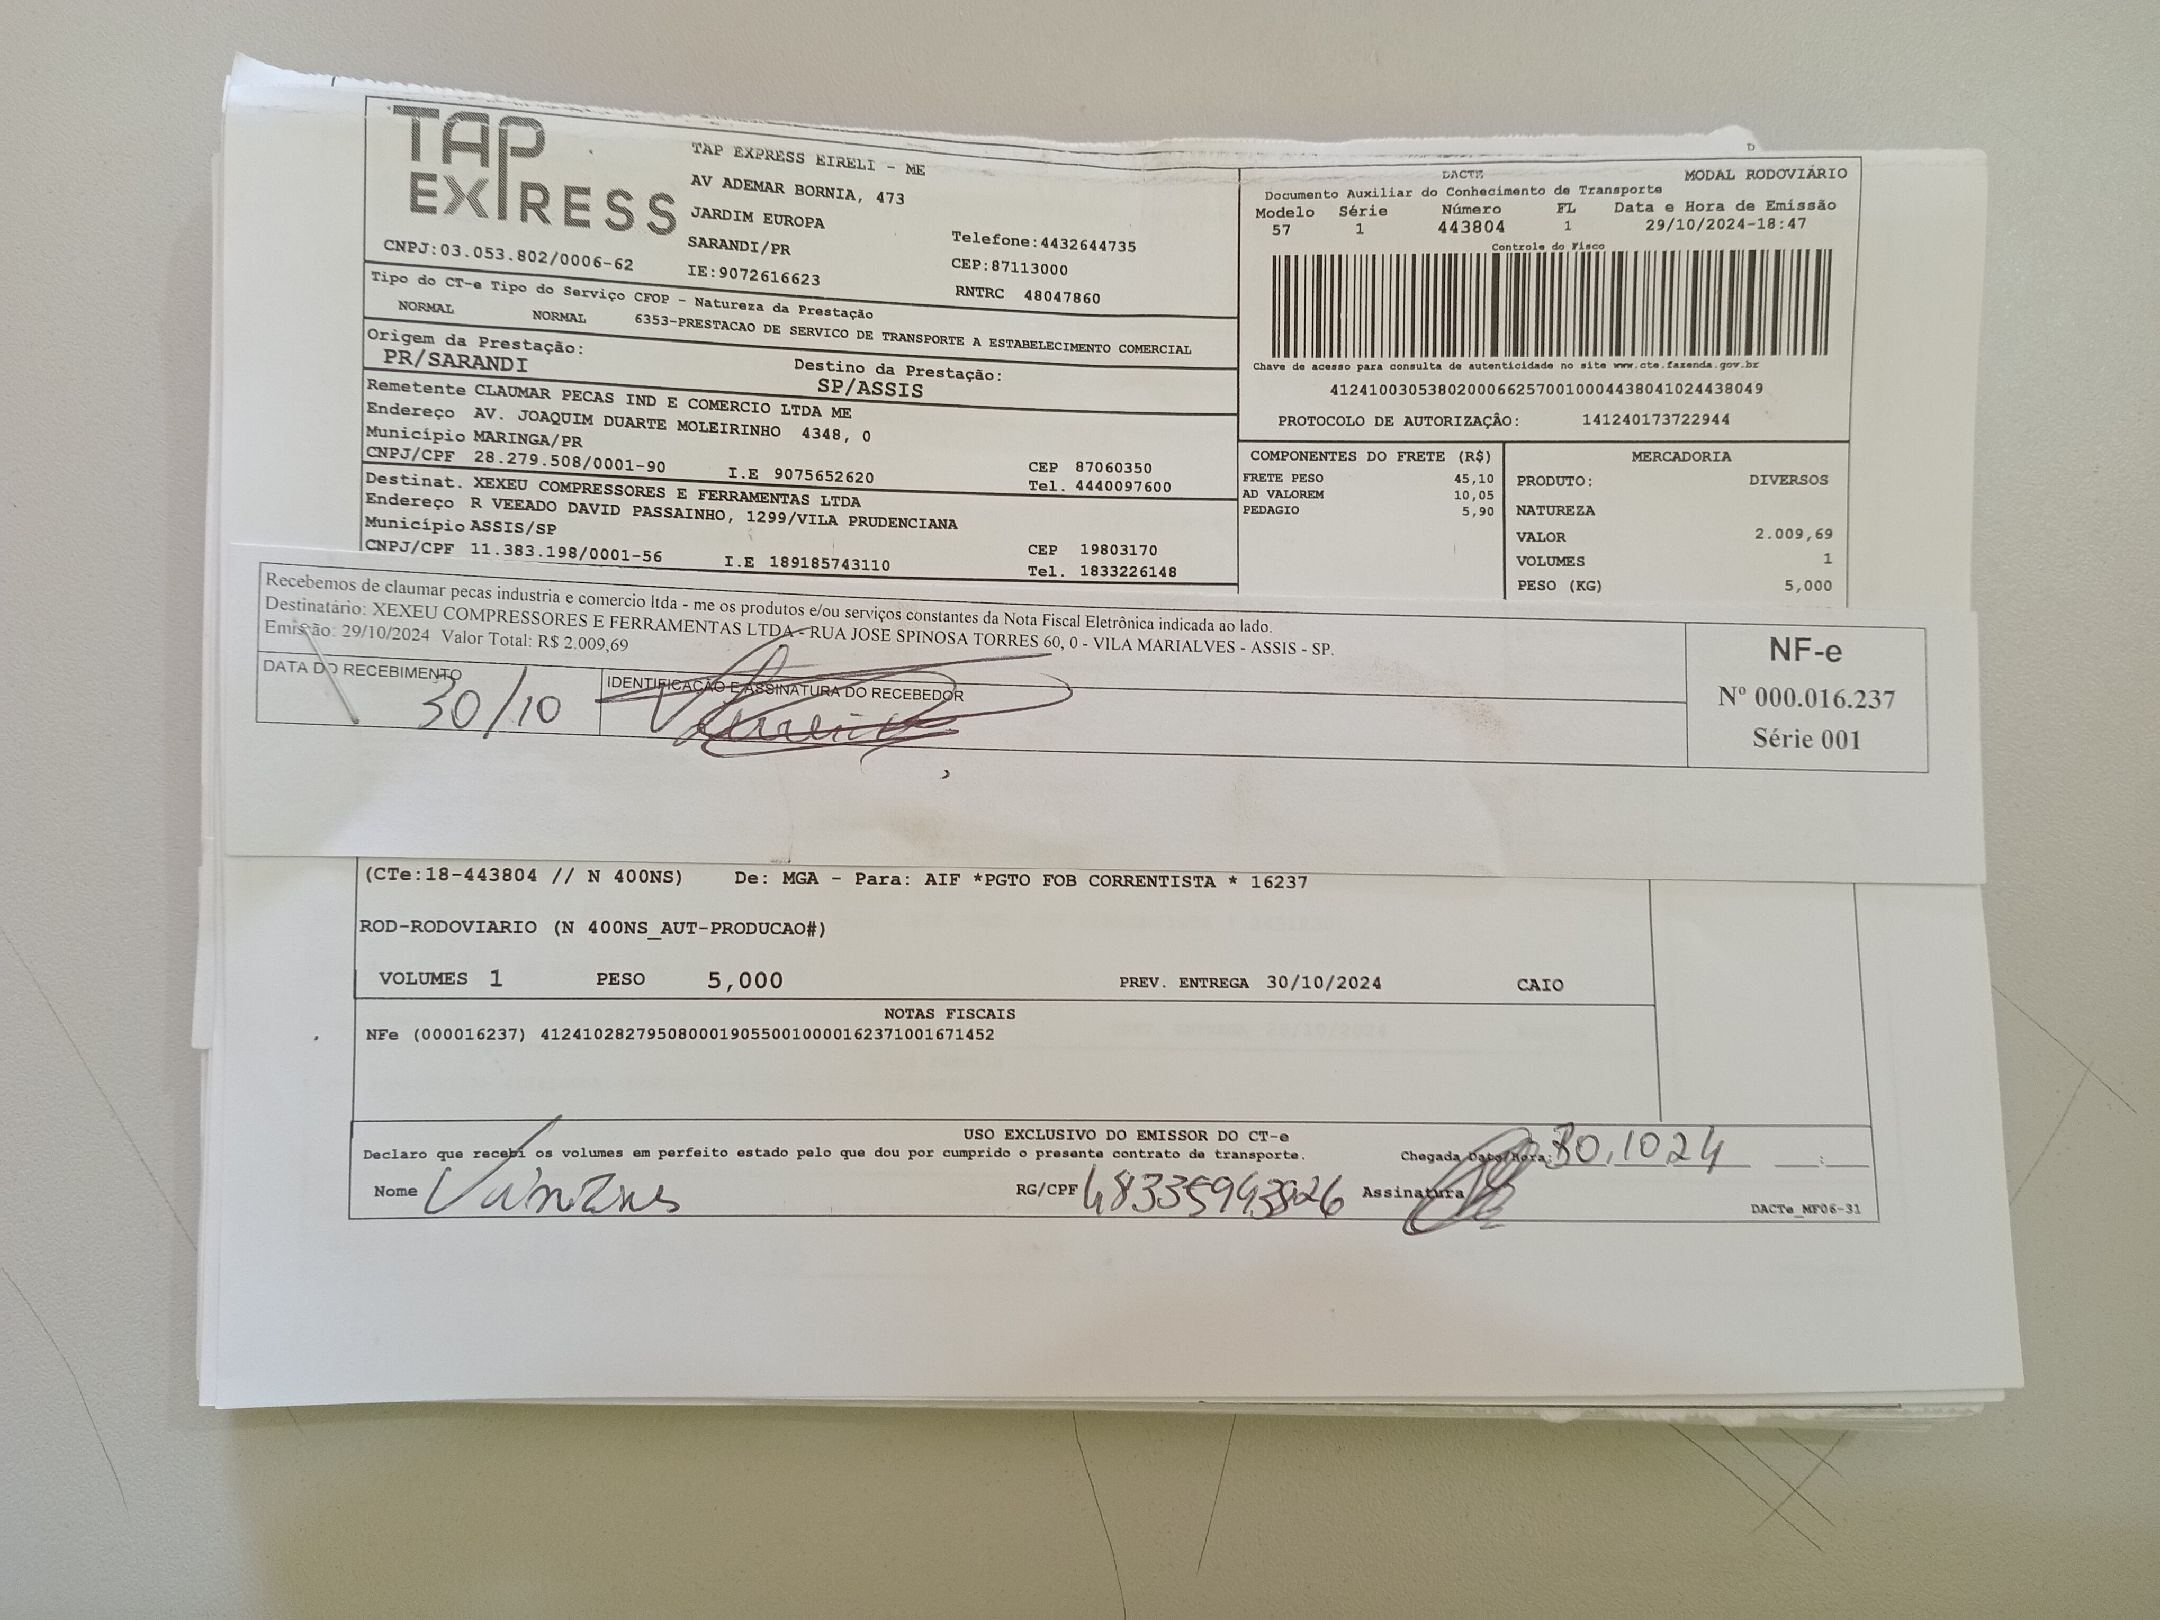 TAP EXPRESS
TAP EXPRESS EIRELI - ME
AV ADEMAR BORNIA, 473
JARDIM EUROPA
SARANDI/PR
IE:9072616623
Telefone:4432644735
CEP:87113000
RNTRC 48047860
CNPJ:03.053.802/0006-62
Tipo do CT-e Tipo do Serviço CFOP - Natureza da Prestação
NORMAL NORMAL 6353-PRESTACAO DE SERVICO DE TRANSPORTE A ESTABELECIMENTO COMERCIAL
Origem da Prestação:
PR/SARANDI
Destino da Prestação:
SP/ASSIS
Remetente CLAUMAR PECAS IND E COMERCIO LTDA ME
Endereço AV. JOAQUIM DUARTE MOLEIRINHO 4348, 0
Município MARINGA/PR
CNPJ/CPF 28.279.508/0001-90 I.E 9075652620
CEP 87060350
Tel. 4440097600
Destinat. XEXEU COMPRESSORES E FERRAMENTAS LTDA
Endereço R VEEADO DAVID PASSAINHO, 1299/VILA PRUDENCIANA
Município ASSIS/SP
CNPJ/CPF 11.383.198/0001-56 I.E 189185743110
CEP 19803170
Tel. 1833226148
D
DACTE MODAL RODOVIÁRIO
Documento Auxiliar do Conhecimento de Transporte
Modelo Série Número FL Data e Hora de Emissão
57 1 443804 1 29/10/2024-18:47
Controle do Fisco
Chave de acesso para consulta de autenticidade no site www.cte.fazenda.gov.br
41241003053802000662570010004438041024438049
PROTOCOLO DE AUTORIZAÇÂO: 141240173722944
COMPONENTES DO FRETE (R$)
FRETE PESO 45,10
AD VALOREM 10,05
PEDAGIO 5,90
MERCADORIA
PRODUTO: DIVERSOS
NATUREZA
VALOR 2.009,69
VOLUMES 1
PESO (KG) 5,000
Recebemos de claumar pecas industria e comercio ltda - me os produtos e/ou serviços constantes da Nota Fiscal Eletrônica indicada ao lado.
Destinatário: XEXEU COMPRESSORES E FERRAMENTAS LTDA - RUA JOSE SPINOSA TORRES 60, 0 - VILA MARIALVES - ASSIS - SP.
Emissão: 29/10/2024 Valor Total: R$ 2.009,69
DATA DO RECEBIMENTO
30/10
IDENTIFICAÇÃO E ASSINATURA DO RECEBEDOR
NF-e
Nº 000.016.237
Série 001
(CTe:18-443804 // N 400NS) De: MGA - Para: AIF *PGTO FOB CORRENTISTA * 16237
ROD-RODOVIARIO (N 400NS_AUT-PRODUCAO#)
VOLUMES 1 PESO 5,000 PREV. ENTREGA 30/10/2024 CAIO
NOTAS FISCAIS
NFe (000016237) 41241028279508000190550010000162371001671452
USO EXCLUSIVO DO EMISSOR DO CT-e
Declaro que recebi os volumes em perfeito estado pelo que dou por cumprido o presente contrato de transporte.
Chegada Data/Hora: 30.10 24 __:__
Nome
RG/CPF 48335943826 Assinatura
DACTe_MF06-31